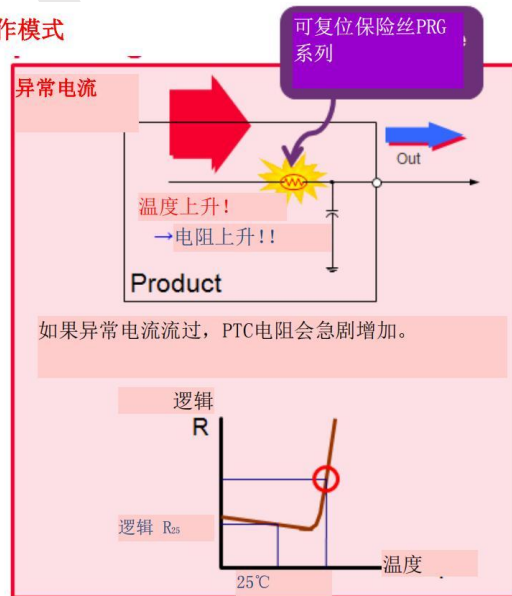 作模式
可复位保险丝PRG
系列
异常电流
Out
温度上升!
→电阻上升!!
Product
如果异常电流流过，PTC电阻会急剧增加。
逻辑
R
逻辑 R₂₅
温度
25℃